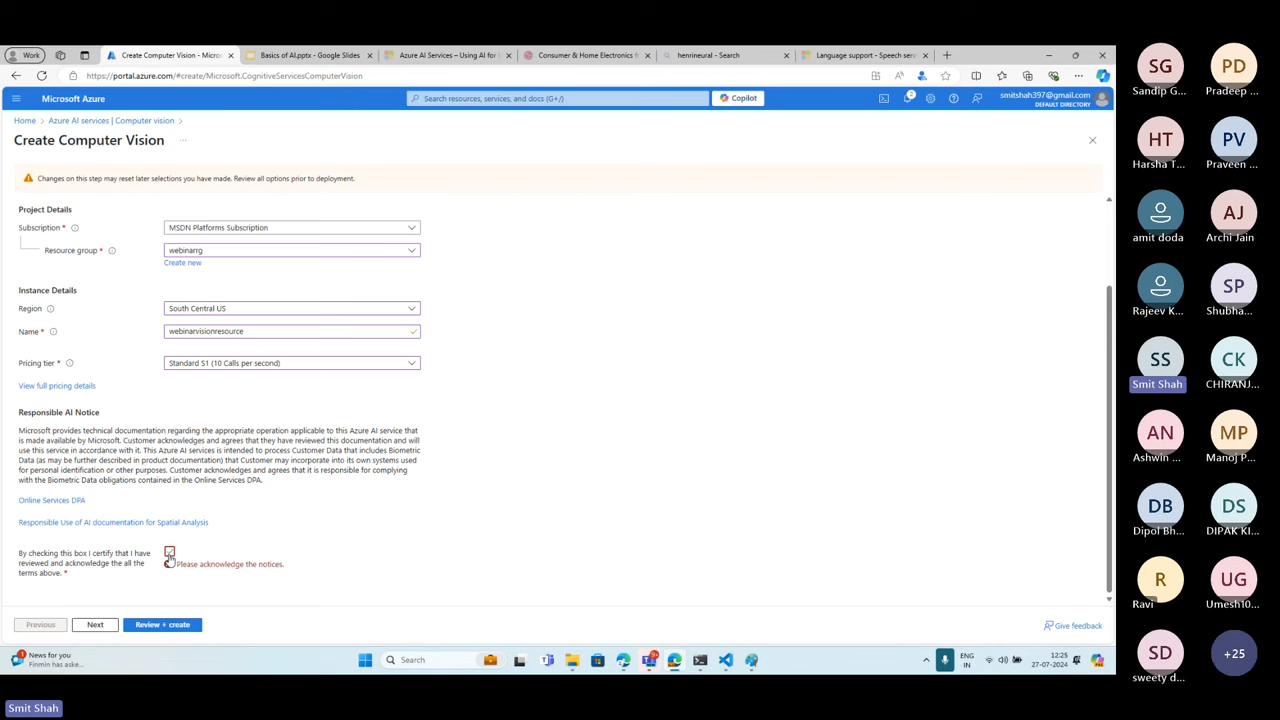 Work
Create Computer Vision - Micros
Basics of AI.pptx - Google Slides
Azure AI Services – Using AI for
Consumer & Home Electronics f
henrineural - Search
Language support - Speech serv
https://portal.azure.com/#create/Microsoft.CognitiveServicesComputerVision
Microsoft Azure
Search resources, services, and docs (G+/)
Copilot
smitshah397@gmail.com
DEFAULT DIRECTORY
2
Home > Azure AI services | Computer vision >
Create Computer Vision ...
Changes on this step may reset later selections you have made. Review all options prior to deployment.
Project Details
Subscription * MSDN Platforms Subscription
Resource group * webinarrg
Create new
Instance Details
Region South Central US
Name * webinarvisionresource
Pricing tier * Standard S1 (10 Calls per second)
View full pricing details
Responsible AI Notice
Microsoft provides technical documentation regarding the appropriate operation applicable to this Azure AI service that
is made available by Microsoft. Customer acknowledges and agrees that they have reviewed this documentation and will
use this service in accordance with it. This Azure AI services is intended to process Customer Data that includes Biometric
Data (as may be further described in product documentation) that Customer may incorporate into its own systems used
for personal identification or other purposes. Customer acknowledges and agrees that it is responsible for complying
with the Biometric Data obligations contained in the Online Services DPA.
Online Services DPA
Responsible Use of AI documentation for Spatial Analysis
By checking this box I certify that I have
reviewed and acknowledge the all the
terms above. *
Please acknowledge the notices.
Previous
Next
Review + create
Give feedback
News for you
Finmin has aske...
Search
ENG
IN
12:25
27-07-2024
Smit Shah
SG
Sandip G...
PD
Pradeep ...
HT
Harsha T...
PV
Praveen ...
amit doda
AJ
Archi Jain
Rajeev K...
SP
Shubha...
SS
Smit Shah
CK
CHIRANJ...
AN
Ashwin ...
MP
Manoj P...
DB
Dipol Bh...
DS
DIPAK KI...
R
Ravi
UG
Umesh10...
SD
sweety d...
+25